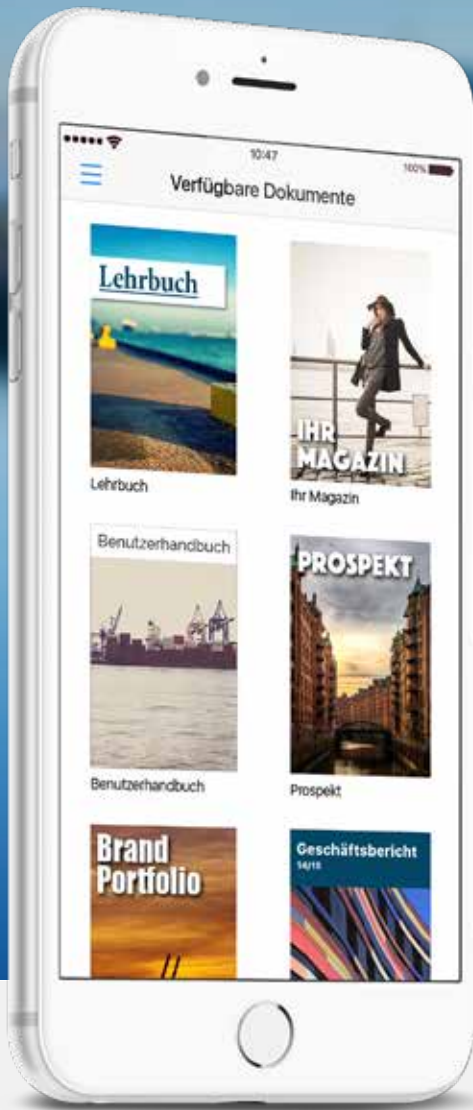 10:47
100%
Verfügbare Dokumente
Lehrbuch
Lehrbuch
IHR
MAGAZIN
Ihr Magazin
Benutzerhandbuch
Benutzerhandbuch
PROSPEKT
Prospekt
Brand
Portfolio
Geschäftsbericht
14/15